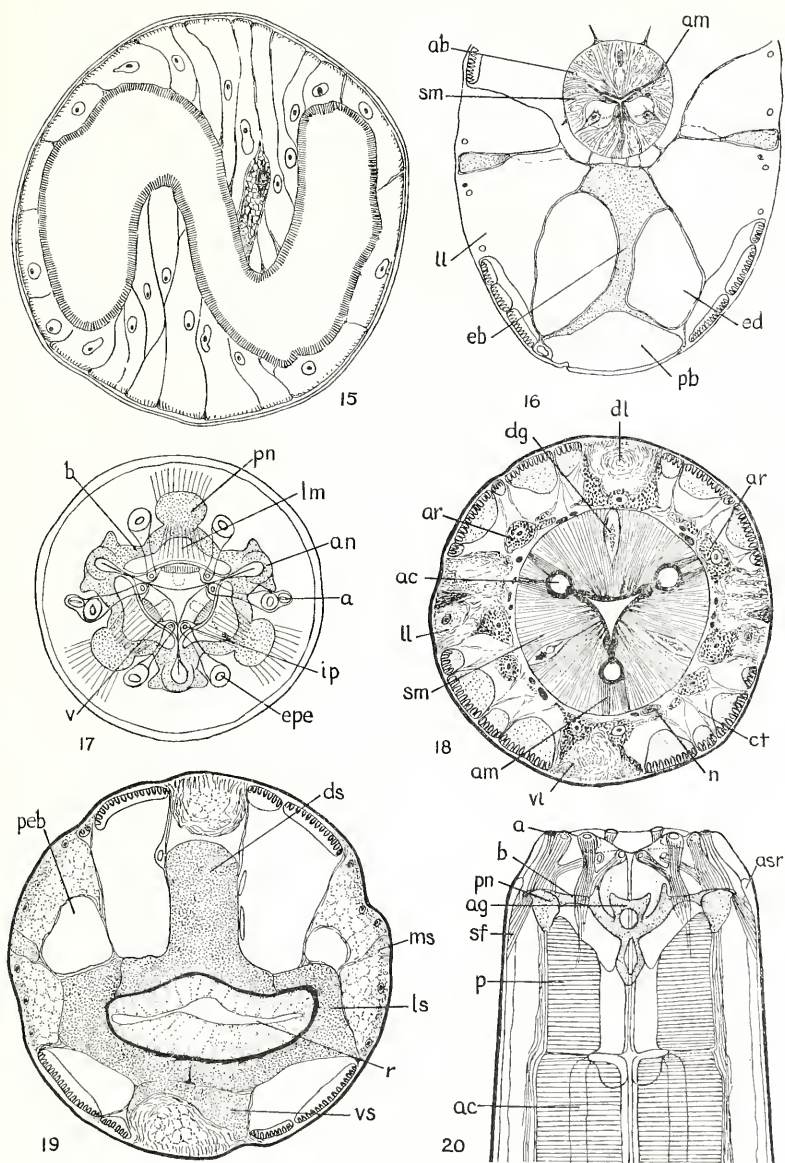 15
ab
am
sm
ll
eb
ed
pb
16
b
pn
lm
an
a
ip
v
epe
17
dg
dl
ar
ar
ac
ll
sm
am
vl
n
ct
18
peb
ds
ms
ls
r
vs
19
a
b
pn
ag
sf
asr
p
ac
20